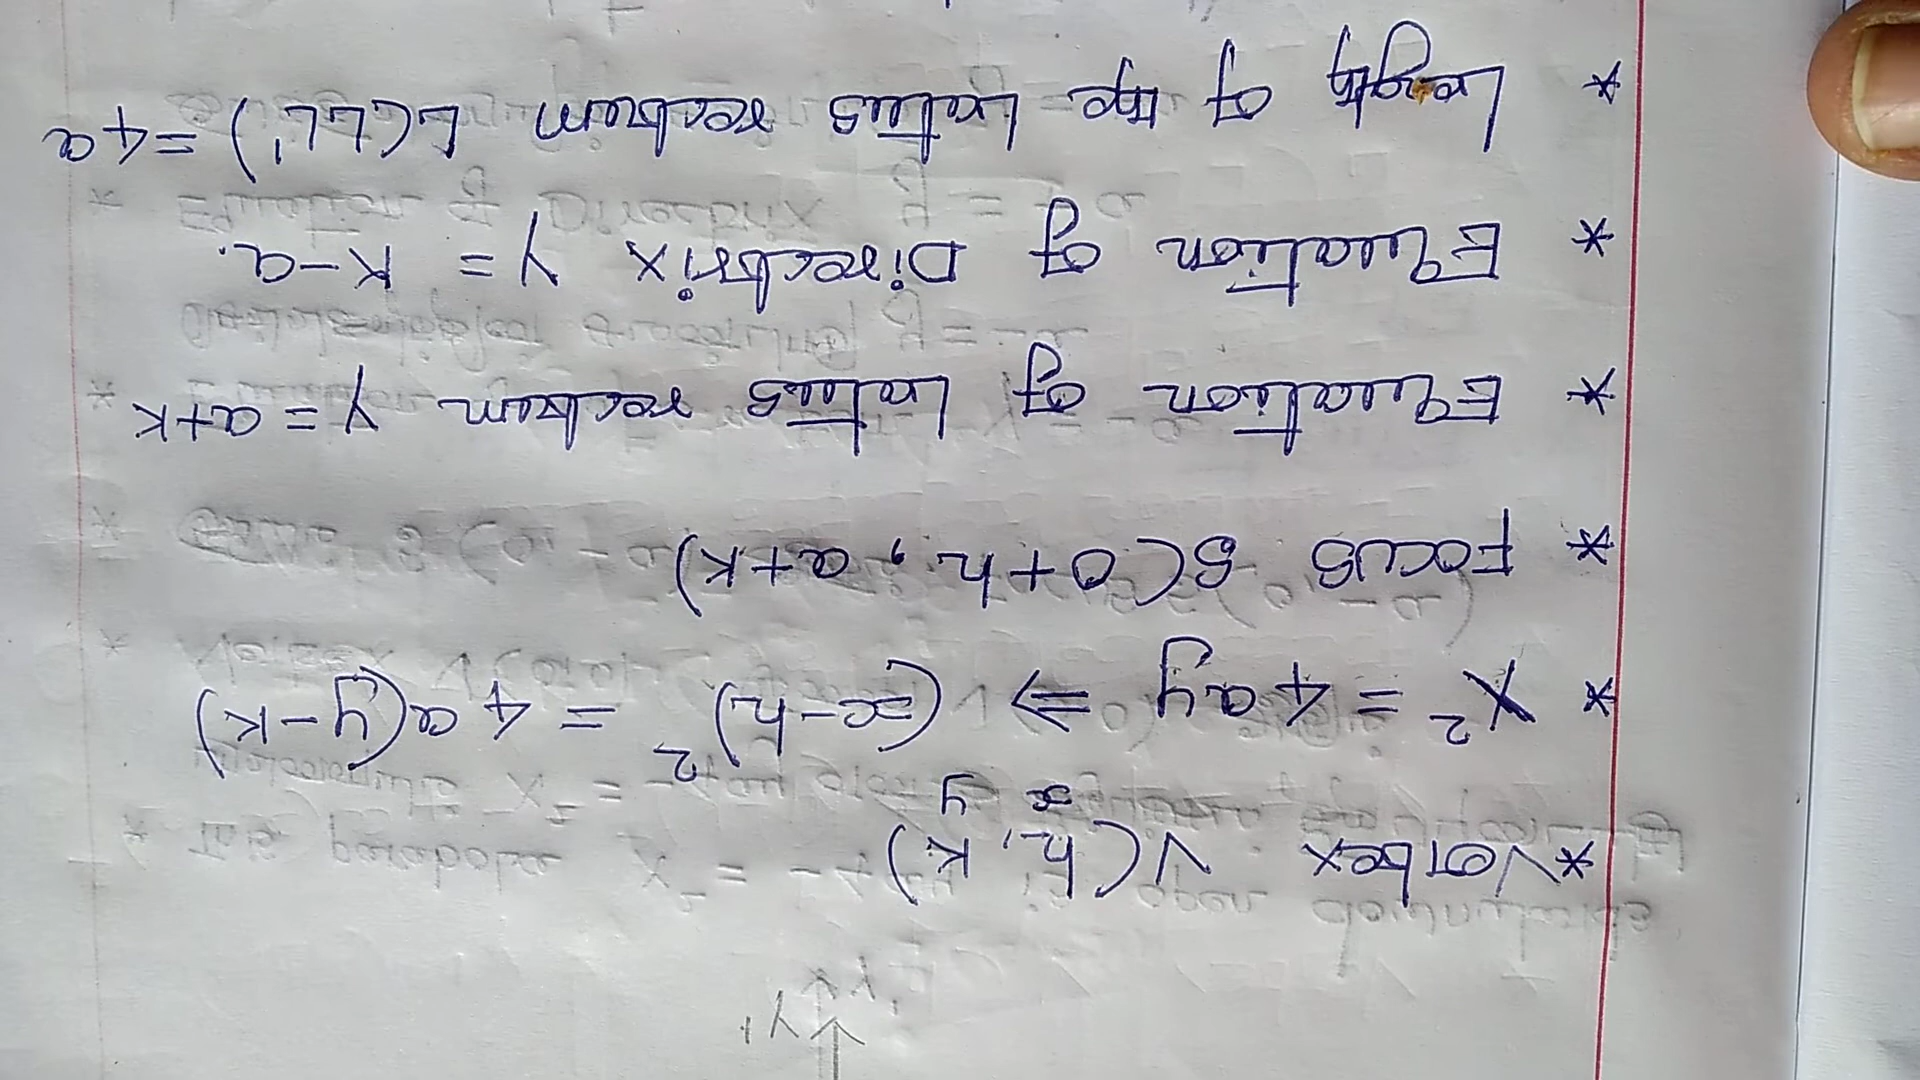 Y'
* Vertex V(h, k)
x y
* X² = 4ay ⇒ (x-h)² = 4a(y-k)
* Focus S(0+h, a+k)
* Equation of Latus rectum y = a+k
* Equation of Directrix y = k-a.
* Length of the Latus rectum L(LL') = 4a